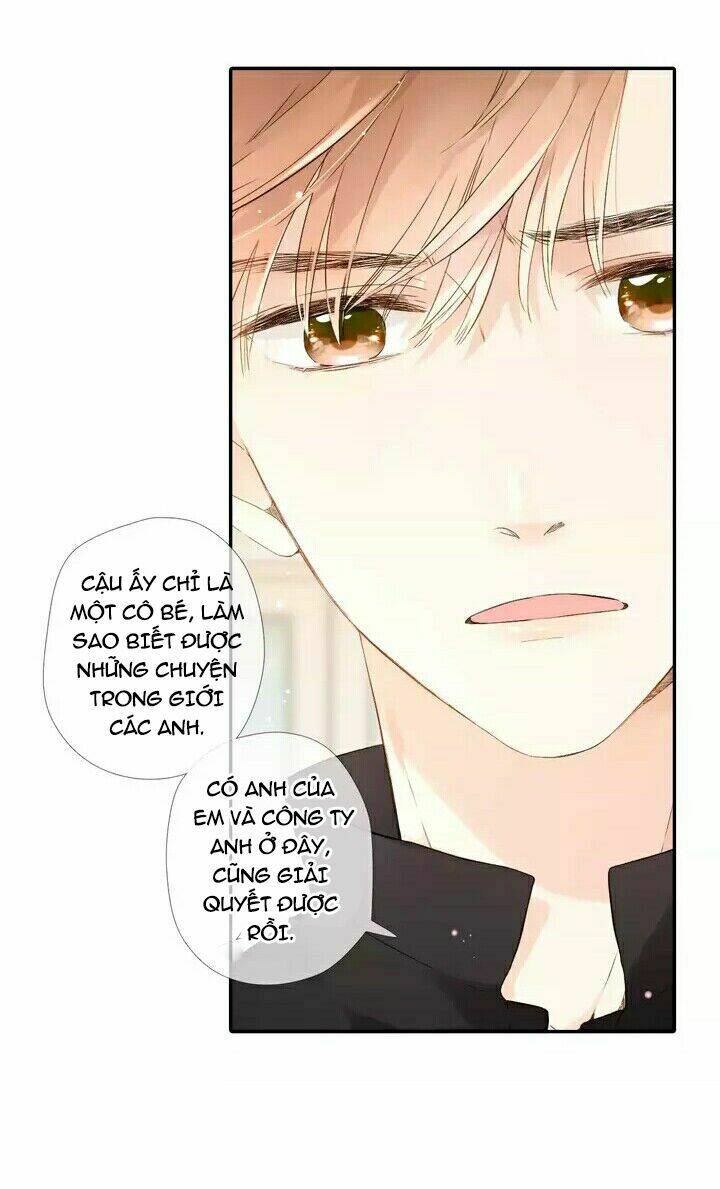 CẬU ẤY CHỈ LÀ
MỘT CÔ BÉ, LÀM
SAO BIẾT ĐƯỢC
NHỮNG CHUYỆN
TRONG GIỚI
CÁC ANH.
CÓ ANH CỦA
EM VÀ CÔNG TY
ANH Ở ĐÂY,
CŨNG GIẢI
QUYẾT ĐƯỢC
RỒI.